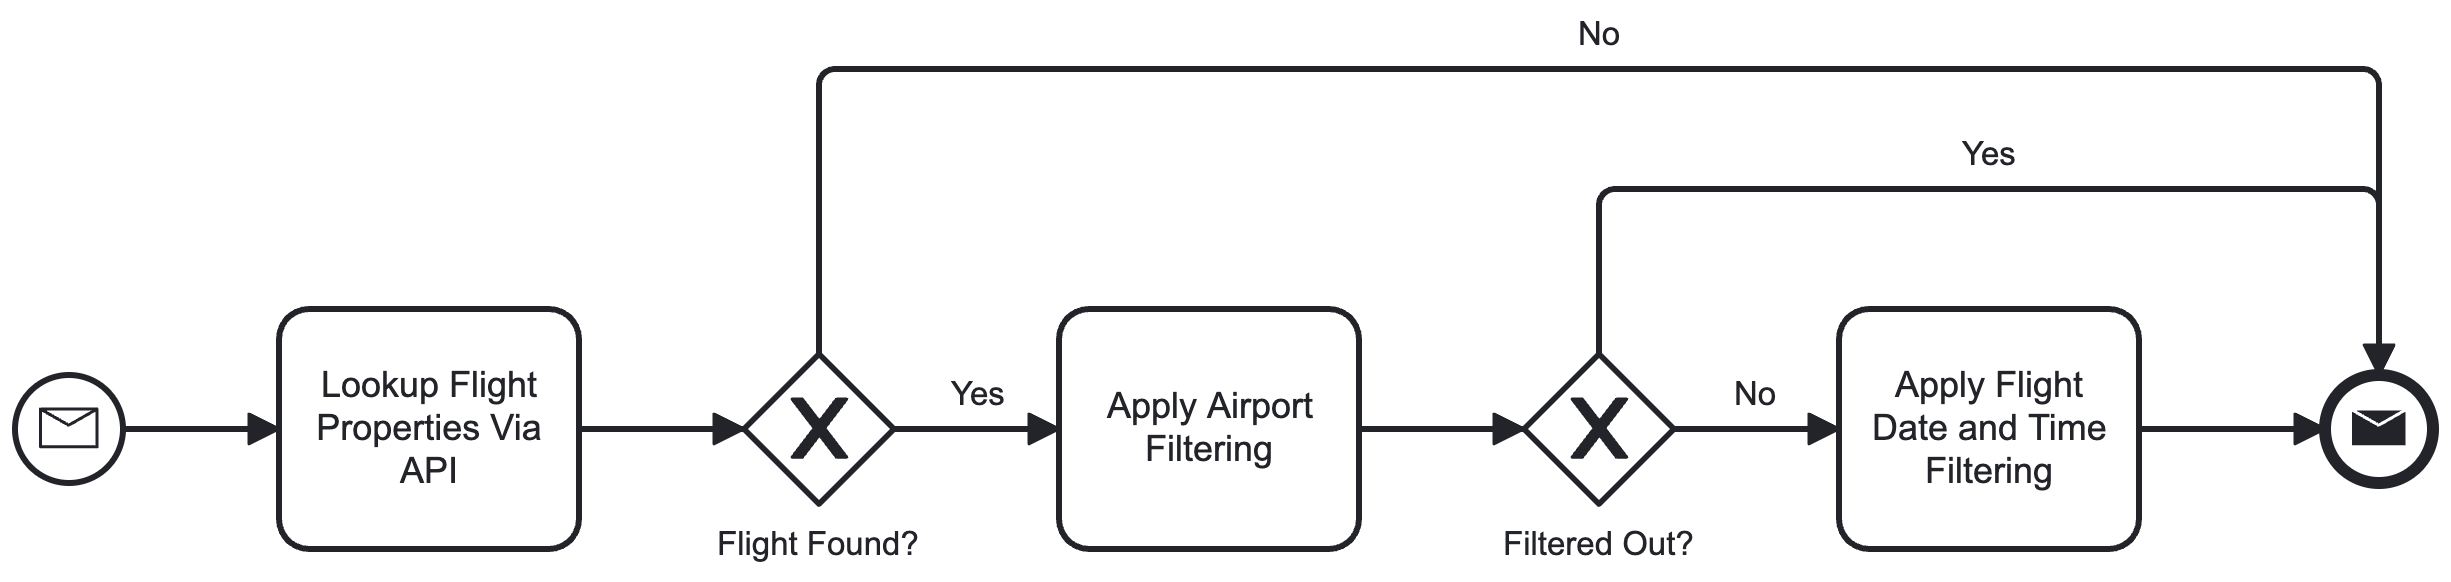 No
Yes
Lookup Flight
Properties Via
API
Flight Found?
Yes
Apply Airport
Filtering
Filtered Out?
No
Apply Flight
Date and Time
Filtering